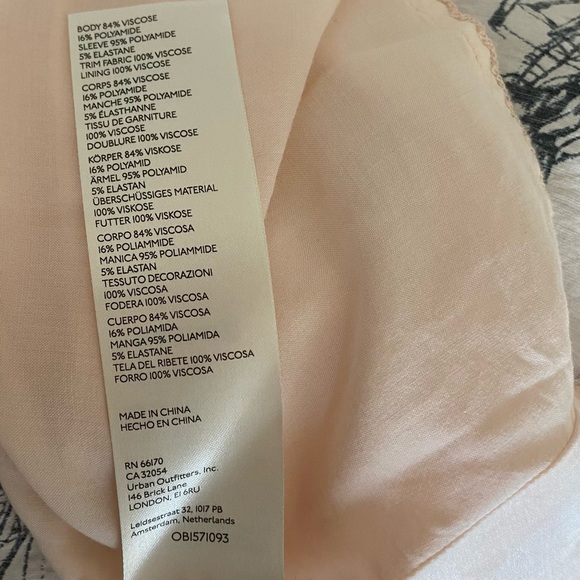 BODY 84% VISCOSE
16% POLYAMIDE
SLEEVE 95% POLYAMIDE
5% ELASTANE
TRIM FABRIC 100% VISCOSE
LINING 100% VISCOSE
CORPS 84% VISCOSE
16% POLYAMIDE
MANCHE 95% POLYAMIDE
5% ÉLASTHANNE
TISSU DE GARNITURE
100% VISCOSE
DOUBLURE 100% VISCOSE
KÖRPER 84% VISKOSE
16% POLYAMID
ÄRMEL 95% POLYAMID
5% ELASTAN
ÜBERSCHÜSSIGES MATERIAL
100% VISKOSE
FUTTER 100% VISKOSE
CORPO 84% VISCOSA
16% POLIAMMIDE
MANICA 95% POLIAMMIDE
5% ELASTAN
TESSUTO DECORAZIONI
100% VISCOSA
FODERA 100% VISCOSA
CUERPO 84% VISCOSA
16% POLIAMIDA
MANGA 95% POLIAMIDA
5% ELASTANE
TELA DEL RIBETE 100% VISCOSA
FORRO 100% VISCOSA
MADE IN CHINA
HECHO EN CHINA
RN 66170
CA 32054
Urban Outfitters, Inc.
146 Brick Lane
LONDON, E1 6RU
Leidsestraat 32, 1017 PB
Amsterdam, Netherlands
OB1571093